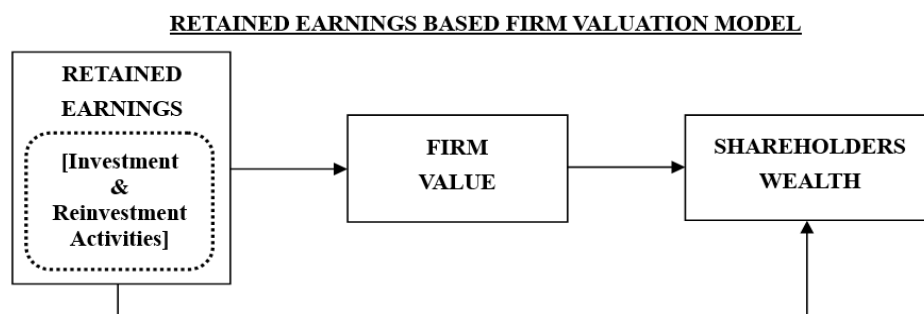 RETAINED EARNINGS BASED FIRM VALUATION MODEL
RETAINED
EARNINGS
[Investment
&
Reinvestment
Activities]
FIRM
VALUE
SHAREHOLDERS
WEALTH